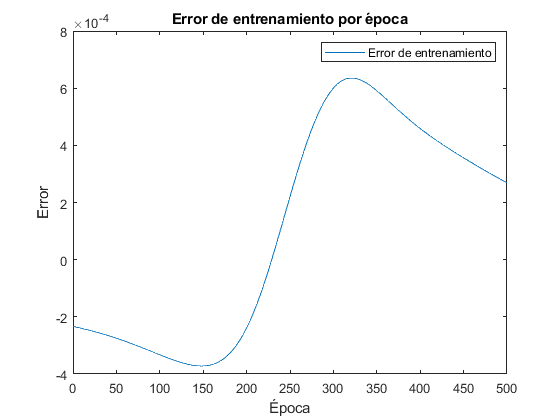 Error de entrenamiento por época
×10-4
Error de entrenamiento
8
6
4
2
0
-2
-4
Error
0 50 100 150 200 250 300 350 400 450 500
Época